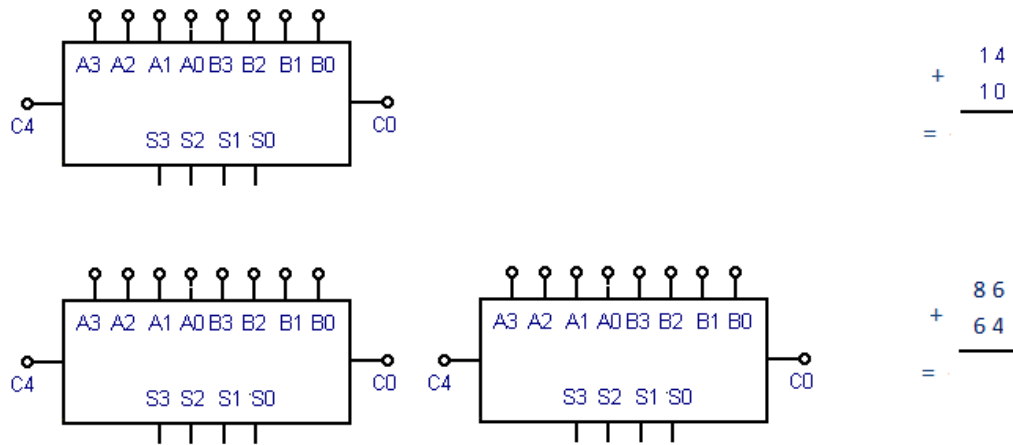 A3 A2 A1 A0 B3 B2 B1 B0
C4 C0
S3 S2 S1 S0
+ 14
10
=
A3 A2 A1 A0 B3 B2 B1 B0
C4 C0
S3 S2 S1 S0
A3 A2 A1 A0 B3 B2 B1 B0
C4 C0
S3 S2 S1 S0
+ 86
64
=